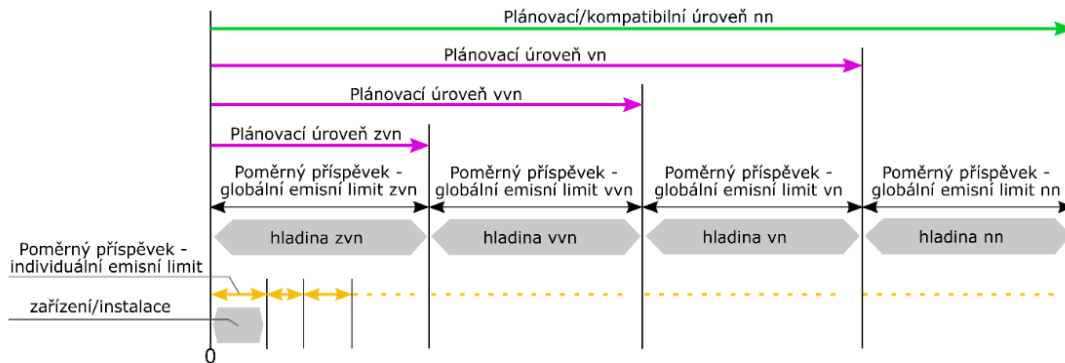 Plánovací/kompatibilní úroveň nn
Plánovací úroveň vn
Plánovací úroveň vvn
Plánovací úroveň zvn
Poměrný příspěvek -
globální emisní limit zvn
Poměrný příspěvek -
globální emisní limit vvn
Poměrný příspěvek -
globální emisní limit vn
Poměrný příspěvek -
globální emisní limit nn
hladina zvn
hladina vvn
hladina vn
hladina nn
Poměrný příspěvek -
individuální emisní limit
zařízení/instalace
0